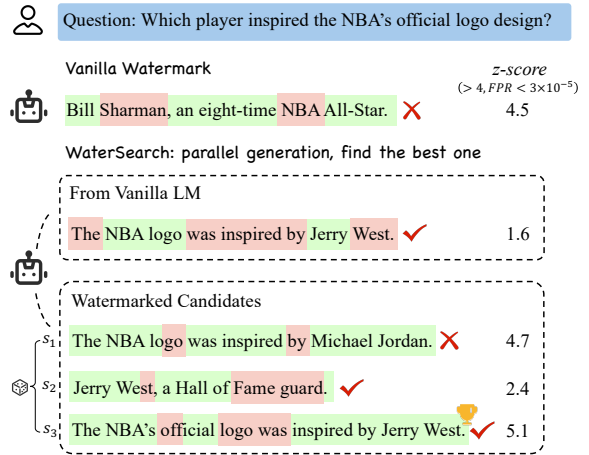 Question: Which player inspired the NBA's official logo design?
Vanilla Watermark
z-score
(> 4, FPR < 3×10⁻⁵)
Bill Sharman, an eight-time NBA All-Star.
4.5
WaterSearch: parallel generation, find the best one
From Vanilla LM
The NBA logo was inspired by Jerry West.
1.6
Watermarked Candidates
s₁ The NBA logo was inspired by Michael Jordan.
4.7
s₂ Jerry West, a Hall of Fame guard.
2.4
s₃ The NBA's official logo was inspired by Jerry West.
5.1